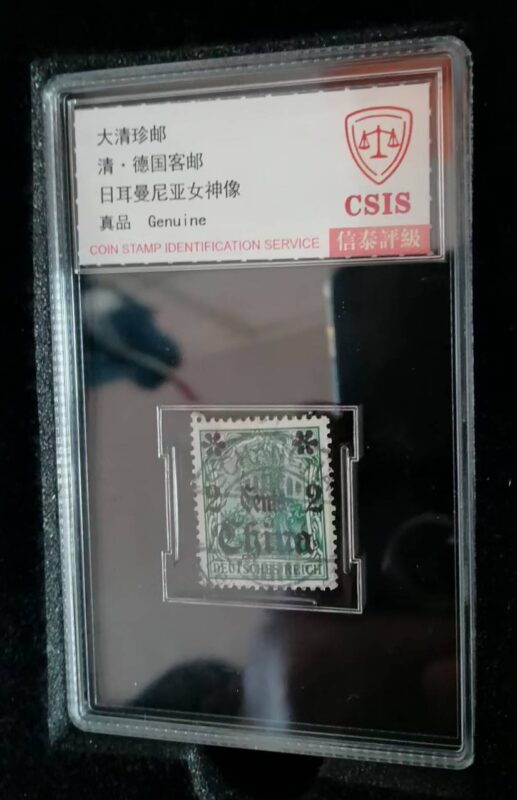 大清珍邮
清·德国客邮
日耳曼尼亚女神像
真品 Genuine
COIN STAMP IDENTIFICATION SERVICE
CSIS
信泰評級
2 Cent 2
China
DEUTSCHES REICH